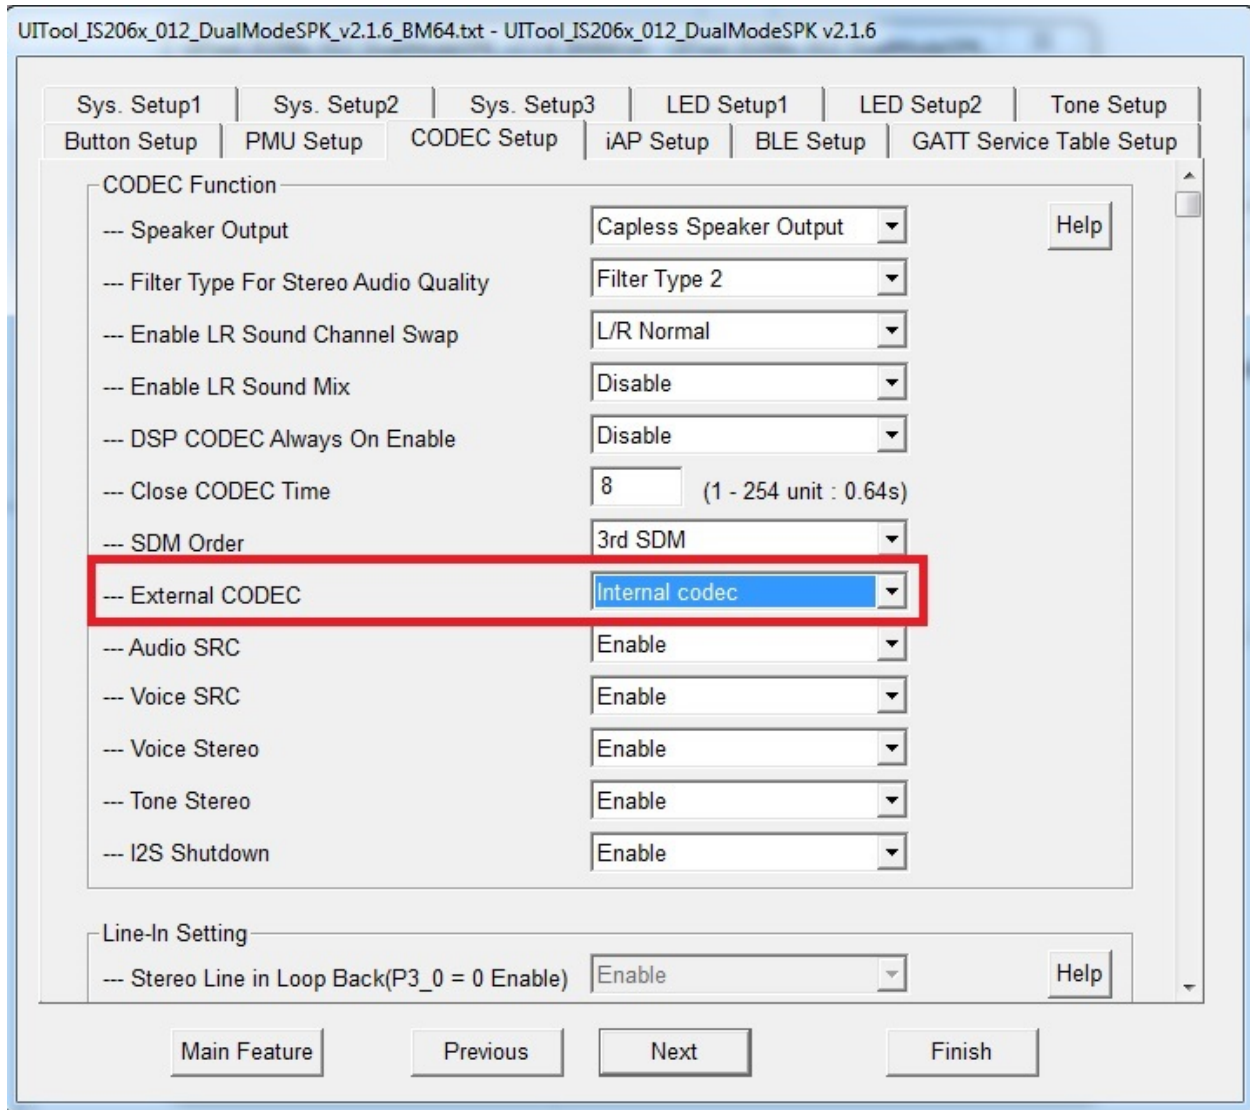 UITool_IS206x_012_DualModeSPK_v2.1.6_BM64.txt - UITool_IS206x_012_DualModeSPK v2.1.6
Sys. Setup1 Sys. Setup2 Sys. Setup3 LED Setup1 LED Setup2 Tone Setup
Button Setup PMU Setup CODEC Setup iAP Setup BLE Setup GATT Service Table Setup
CODEC Function
--- Speaker Output Capless Speaker Output Help
--- Filter Type For Stereo Audio Quality Filter Type 2
--- Enable LR Sound Channel Swap L/R Normal
--- Enable LR Sound Mix Disable
--- DSP CODEC Always On Enable Disable
--- Close CODEC Time 8 (1 - 254 unit : 0.64s)
--- SDM Order 3rd SDM
--- External CODEC Internal codec
--- Audio SRC Enable
--- Voice SRC Enable
--- Voice Stereo Enable
--- Tone Stereo Enable
--- I2S Shutdown Enable
Line-In Setting
--- Stereo Line in Loop Back(P3_0 = 0 Enable) Enable Help
Main Feature Previous Next Finish